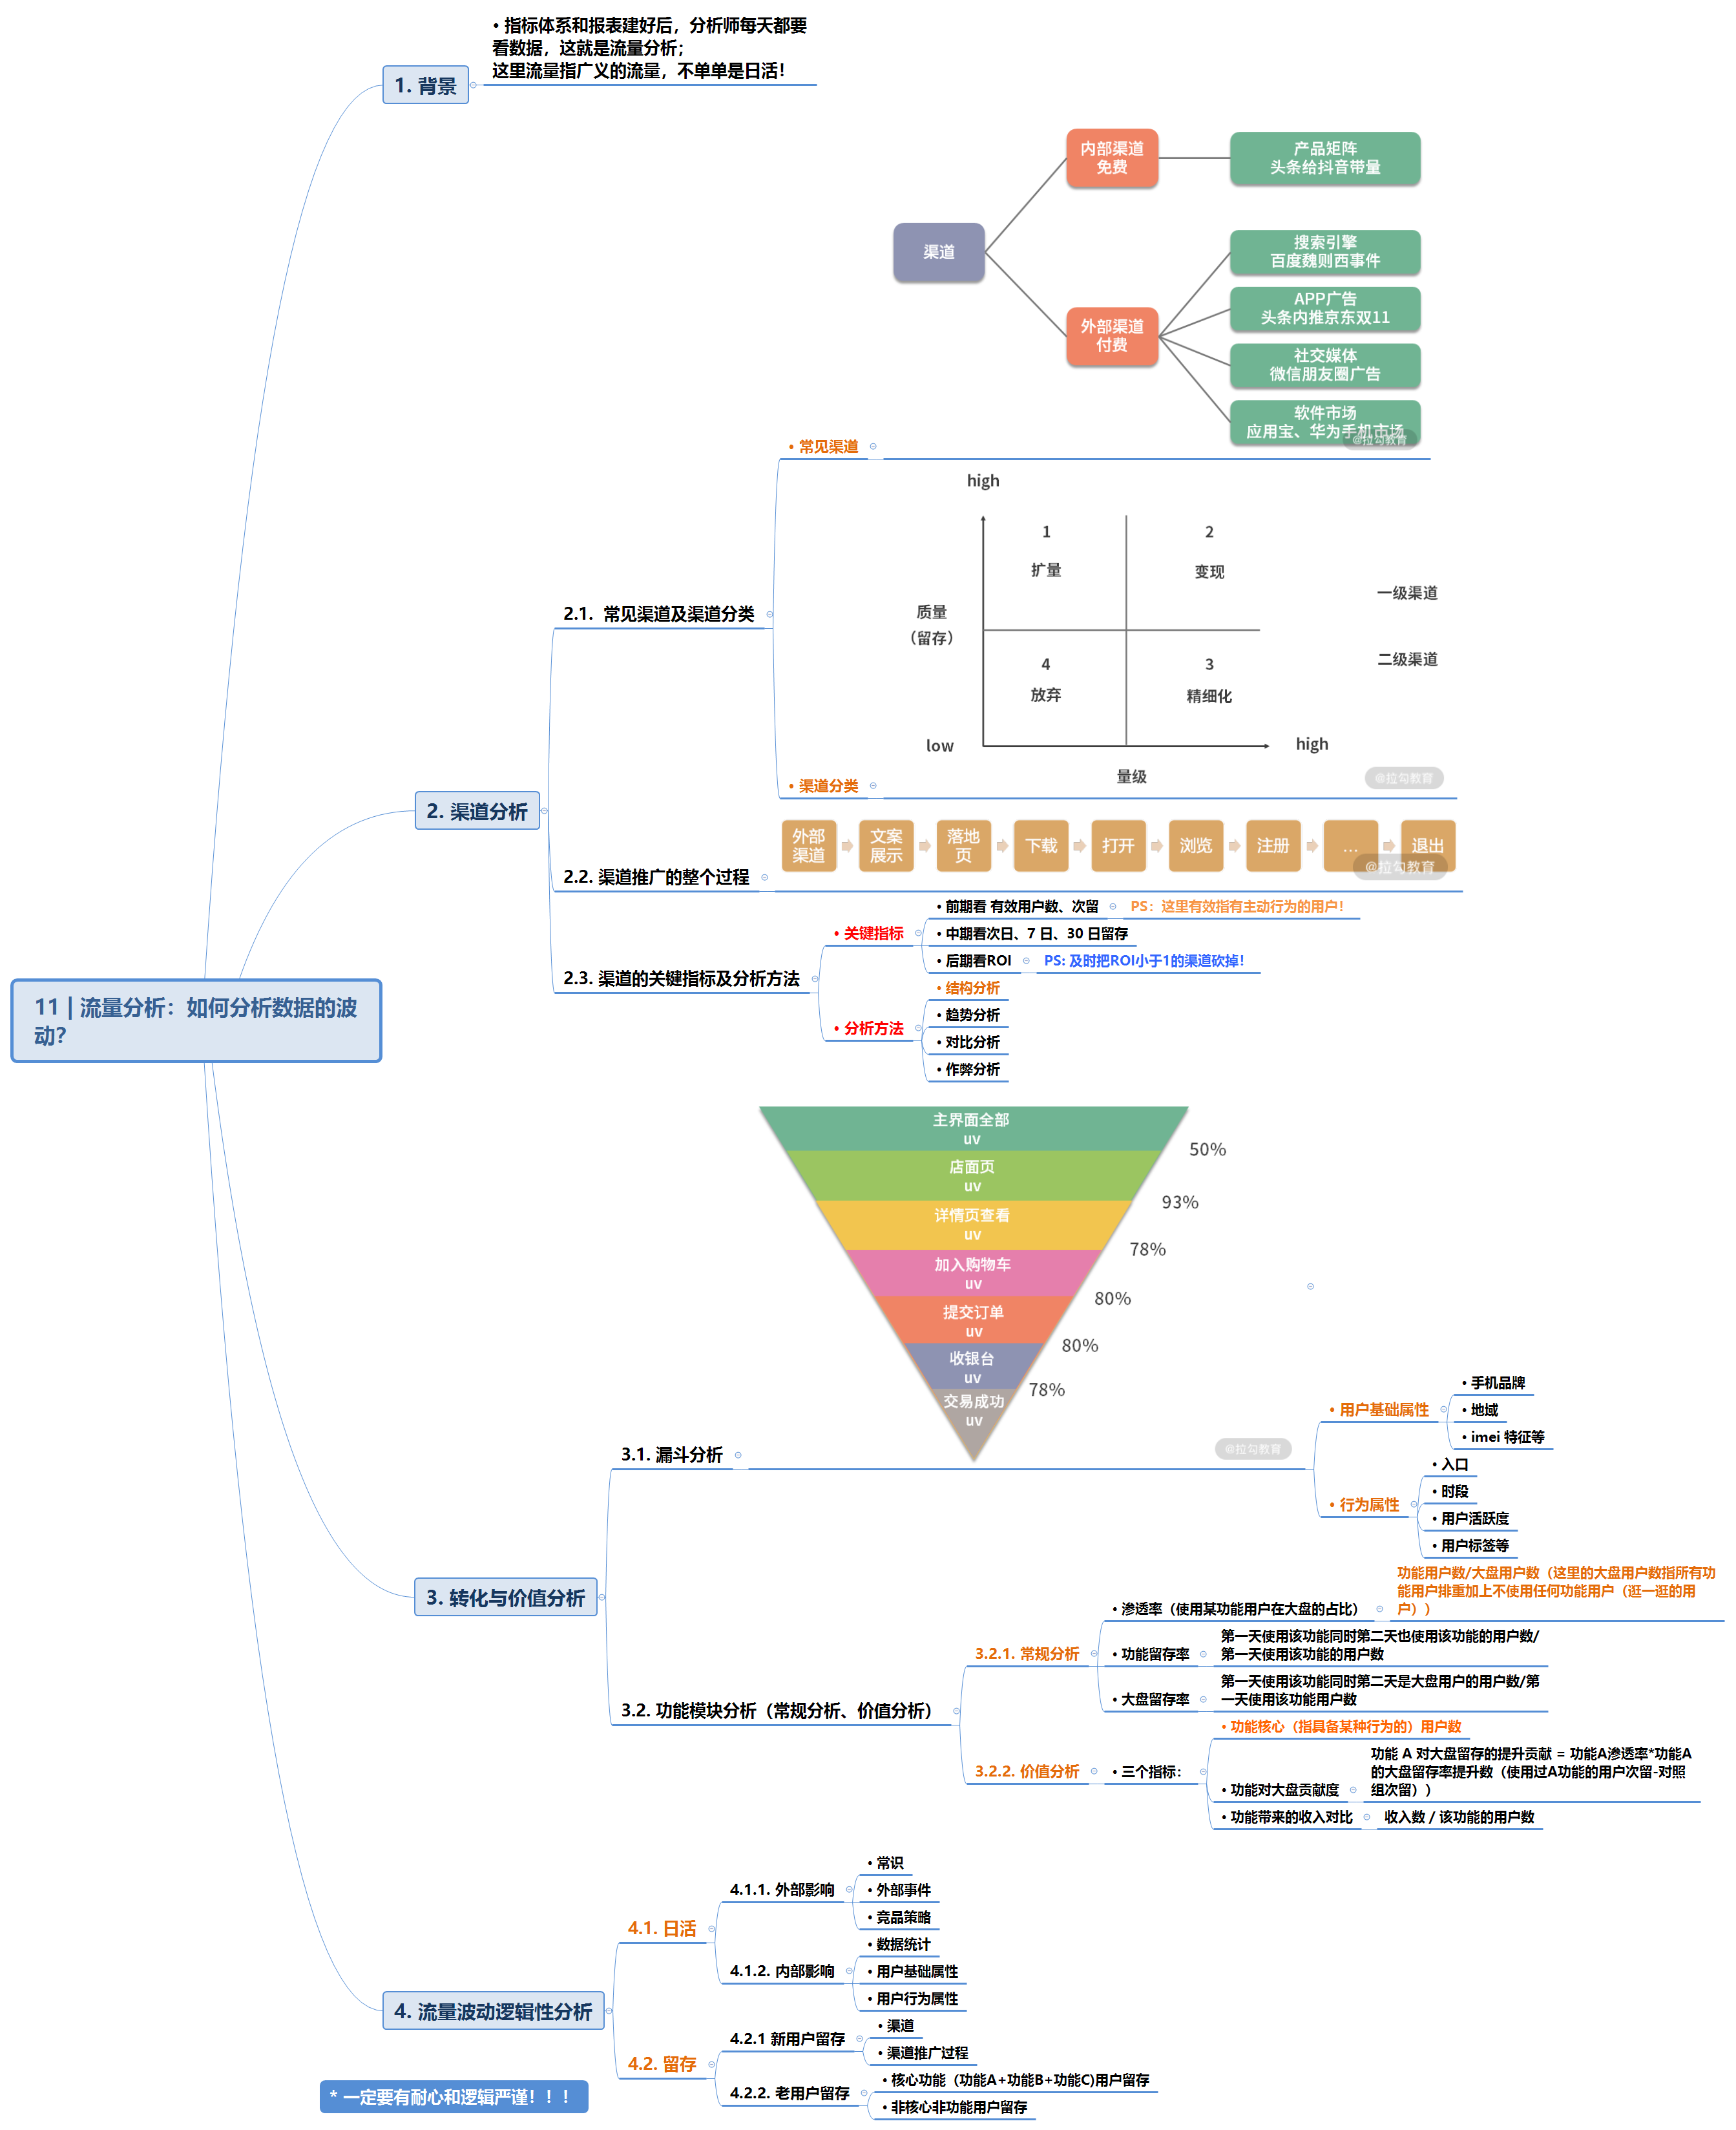 • 指标体系和报表建好后，分析师每天都要
看数据，这就是流量分析；
这里流量指广义的流量，不单单是日活！
1. 背景
内部渠道
免费
产品矩阵
头条给抖音带量
渠道
搜索引擎
百度魏则西事件
APP广告
头条内推京东双11
外部渠道
付费
社交媒体
微信朋友圈广告
软件市场
应用宝、华为手机市场
@拉勾教育
• 常见渠道
high
1
2
扩量
变现
一级渠道
质量
（留存）
2.1. 常见渠道及渠道分类
二级渠道
4
3
放弃
精细化
low
high
量级
@拉勾教育
• 渠道分类
2. 渠道分析
外部
渠道
文案
展示
落地
页
下载
打开
浏览
注册
...
退出
@拉勾教育
2.2. 渠道推广的整个过程
• 前期看 有效用户数、次留
PS：这里有效指有主动行为的用户！
• 关键指标
• 中期看次日、7 日、30 日留存
• 后期看ROI
PS: 及时把ROI小于1的渠道砍掉！
2.3. 渠道的关键指标及分析方法
• 结构分析
• 趋势分析
• 分析方法
• 对比分析
• 作弊分析
11 | 流量分析：如何分析数据的波
动？
主界面全部
uv
50%
店面页
uv
93%
详情页查看
uv
78%
加入购物车
uv
80%
提交订单
uv
80%
收银台
uv
78%
交易成功
uv
@拉勾教育
3.1. 漏斗分析
• 手机品牌
• 用户基础属性
• 地域
• imei 特征等
• 入口
• 时段
• 行为属性
• 用户活跃度
• 用户标签等
3. 转化与价值分析
功能用户数/大盘用户数（这里的大盘用户数指所有功
能用户排重加上不使用任何功能用户（逛一逛的用
户））
• 渗透率（使用某功能用户在大盘的占比）
第一天使用该功能同时第二天也使用该功能的用户数/
第一天使用该功能的用户数
3.2.1. 常规分析
• 功能留存率
第一天使用该功能同时第二天是大盘用户的用户数/第
一天使用该功能用户数
• 大盘留存率
3.2. 功能模块分析（常规分析、价值分析）
• 功能核心（指具备某种行为的）用户数
功能 A 对大盘留存的提升贡献 = 功能A渗透率*功能A
的大盘留存率提升数（使用过A功能的用户次留-对照
组次留））
3.2.2. 价值分析
• 三个指标：
• 功能对大盘贡献度
• 功能带来的收入对比
收入数 / 该功能的用户数
• 常识
4.1.1. 外部影响
• 外部事件
• 竞品策略
4.1. 日活
• 数据统计
4.1.2. 内部影响
• 用户基础属性
• 用户行为属性
4. 流量波动逻辑性分析
• 渠道
4.2.1 新用户留存
• 渠道推广过程
4.2. 留存
• 核心功能（功能A+功能B+功能C)用户留存
4.2.2. 老用户留存
• 非核心非功能用户留存
* 一定要有耐心和逻辑严谨！！！